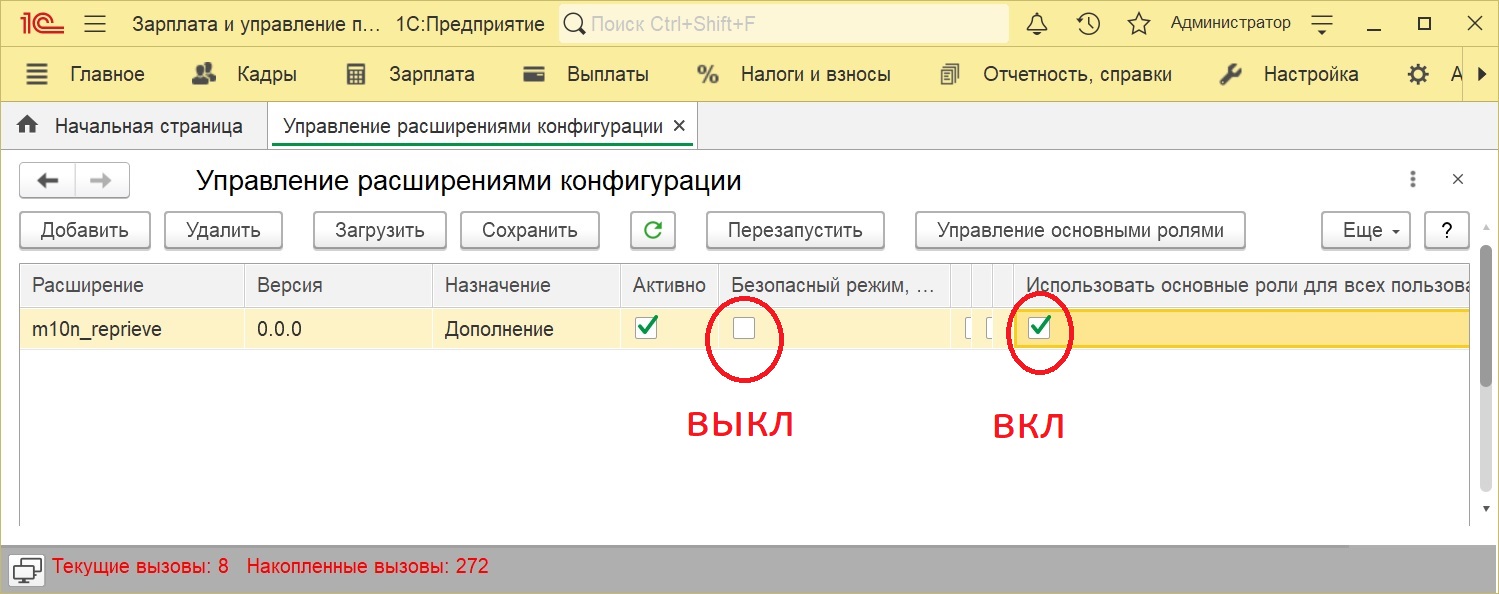 1С Зарплата и управление п... 1С:Предприятие Поиск Ctrl+Shift+F Администратор
Главное Кадры Зарплата Выплаты % Налоги и взносы Отчетность, справки Настройка А
Начальная страница Управление расширениями конфигурации ×
Управление расширениями конфигурации
Добавить Удалить Загрузить Сохранить Перезапустить Управление основными ролями Еще ?
Расширение Версия Назначение Активно Безопасный режим, ... Использовать основные роли для всех пользова
m10n_reprieve 0.0.0 Дополнение
выкл вкл
Текущие вызовы: 8 Накопленные вызовы: 272